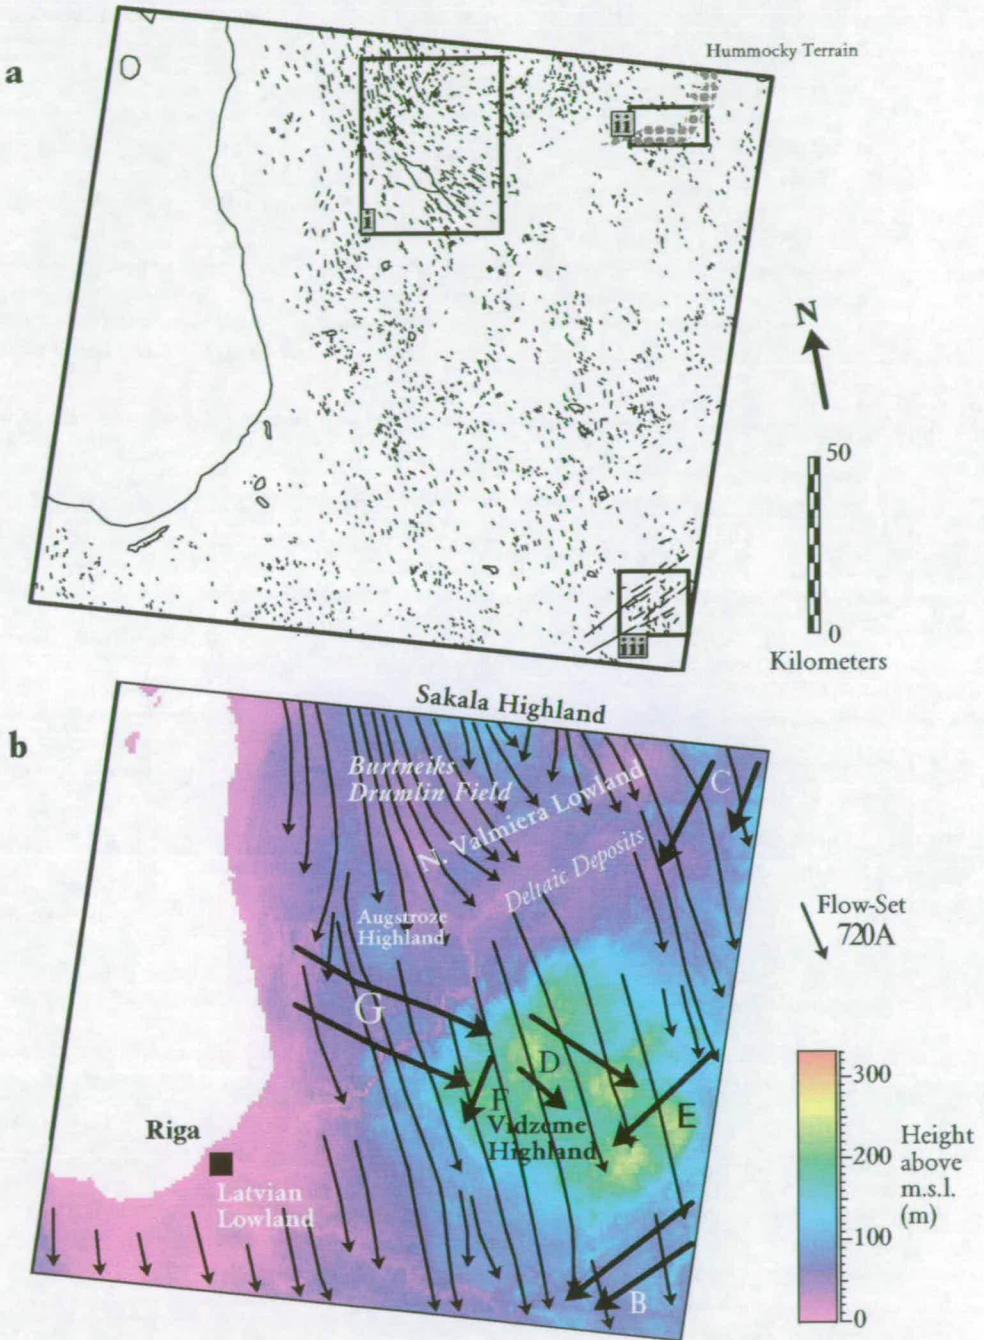 a
Hummocky Terrain
ii
i
N
50
0
Kilometers
iii
b
Sakala Highland
Burtneiks
Drumlin Field
N. Valmiera Lowland
Deltaic Deposits
C
Augstroze
Highland
Flow-Set
720A
G
D
F
E
Vidzeme
Highland
Riga
Latvian
Lowland
B
300
200
100
0
Height
above
m.s.l.
(m)